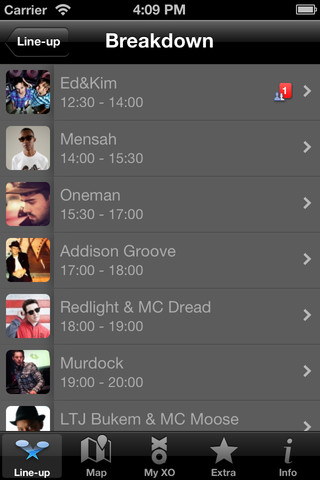 Carrier 4:09 PM
Line-up Breakdown
Ed&Kim
12:30 - 14:00
1
Mensah
14:00 - 15:30
Oneman
15:30 - 17:00
Addison Groove
17:00 - 18:00
Redlight & MC Dread
18:00 - 19:00
Murdock
19:00 - 20:00
LTJ Bukem & MC Moose
Line-up Map My XO Extra Info